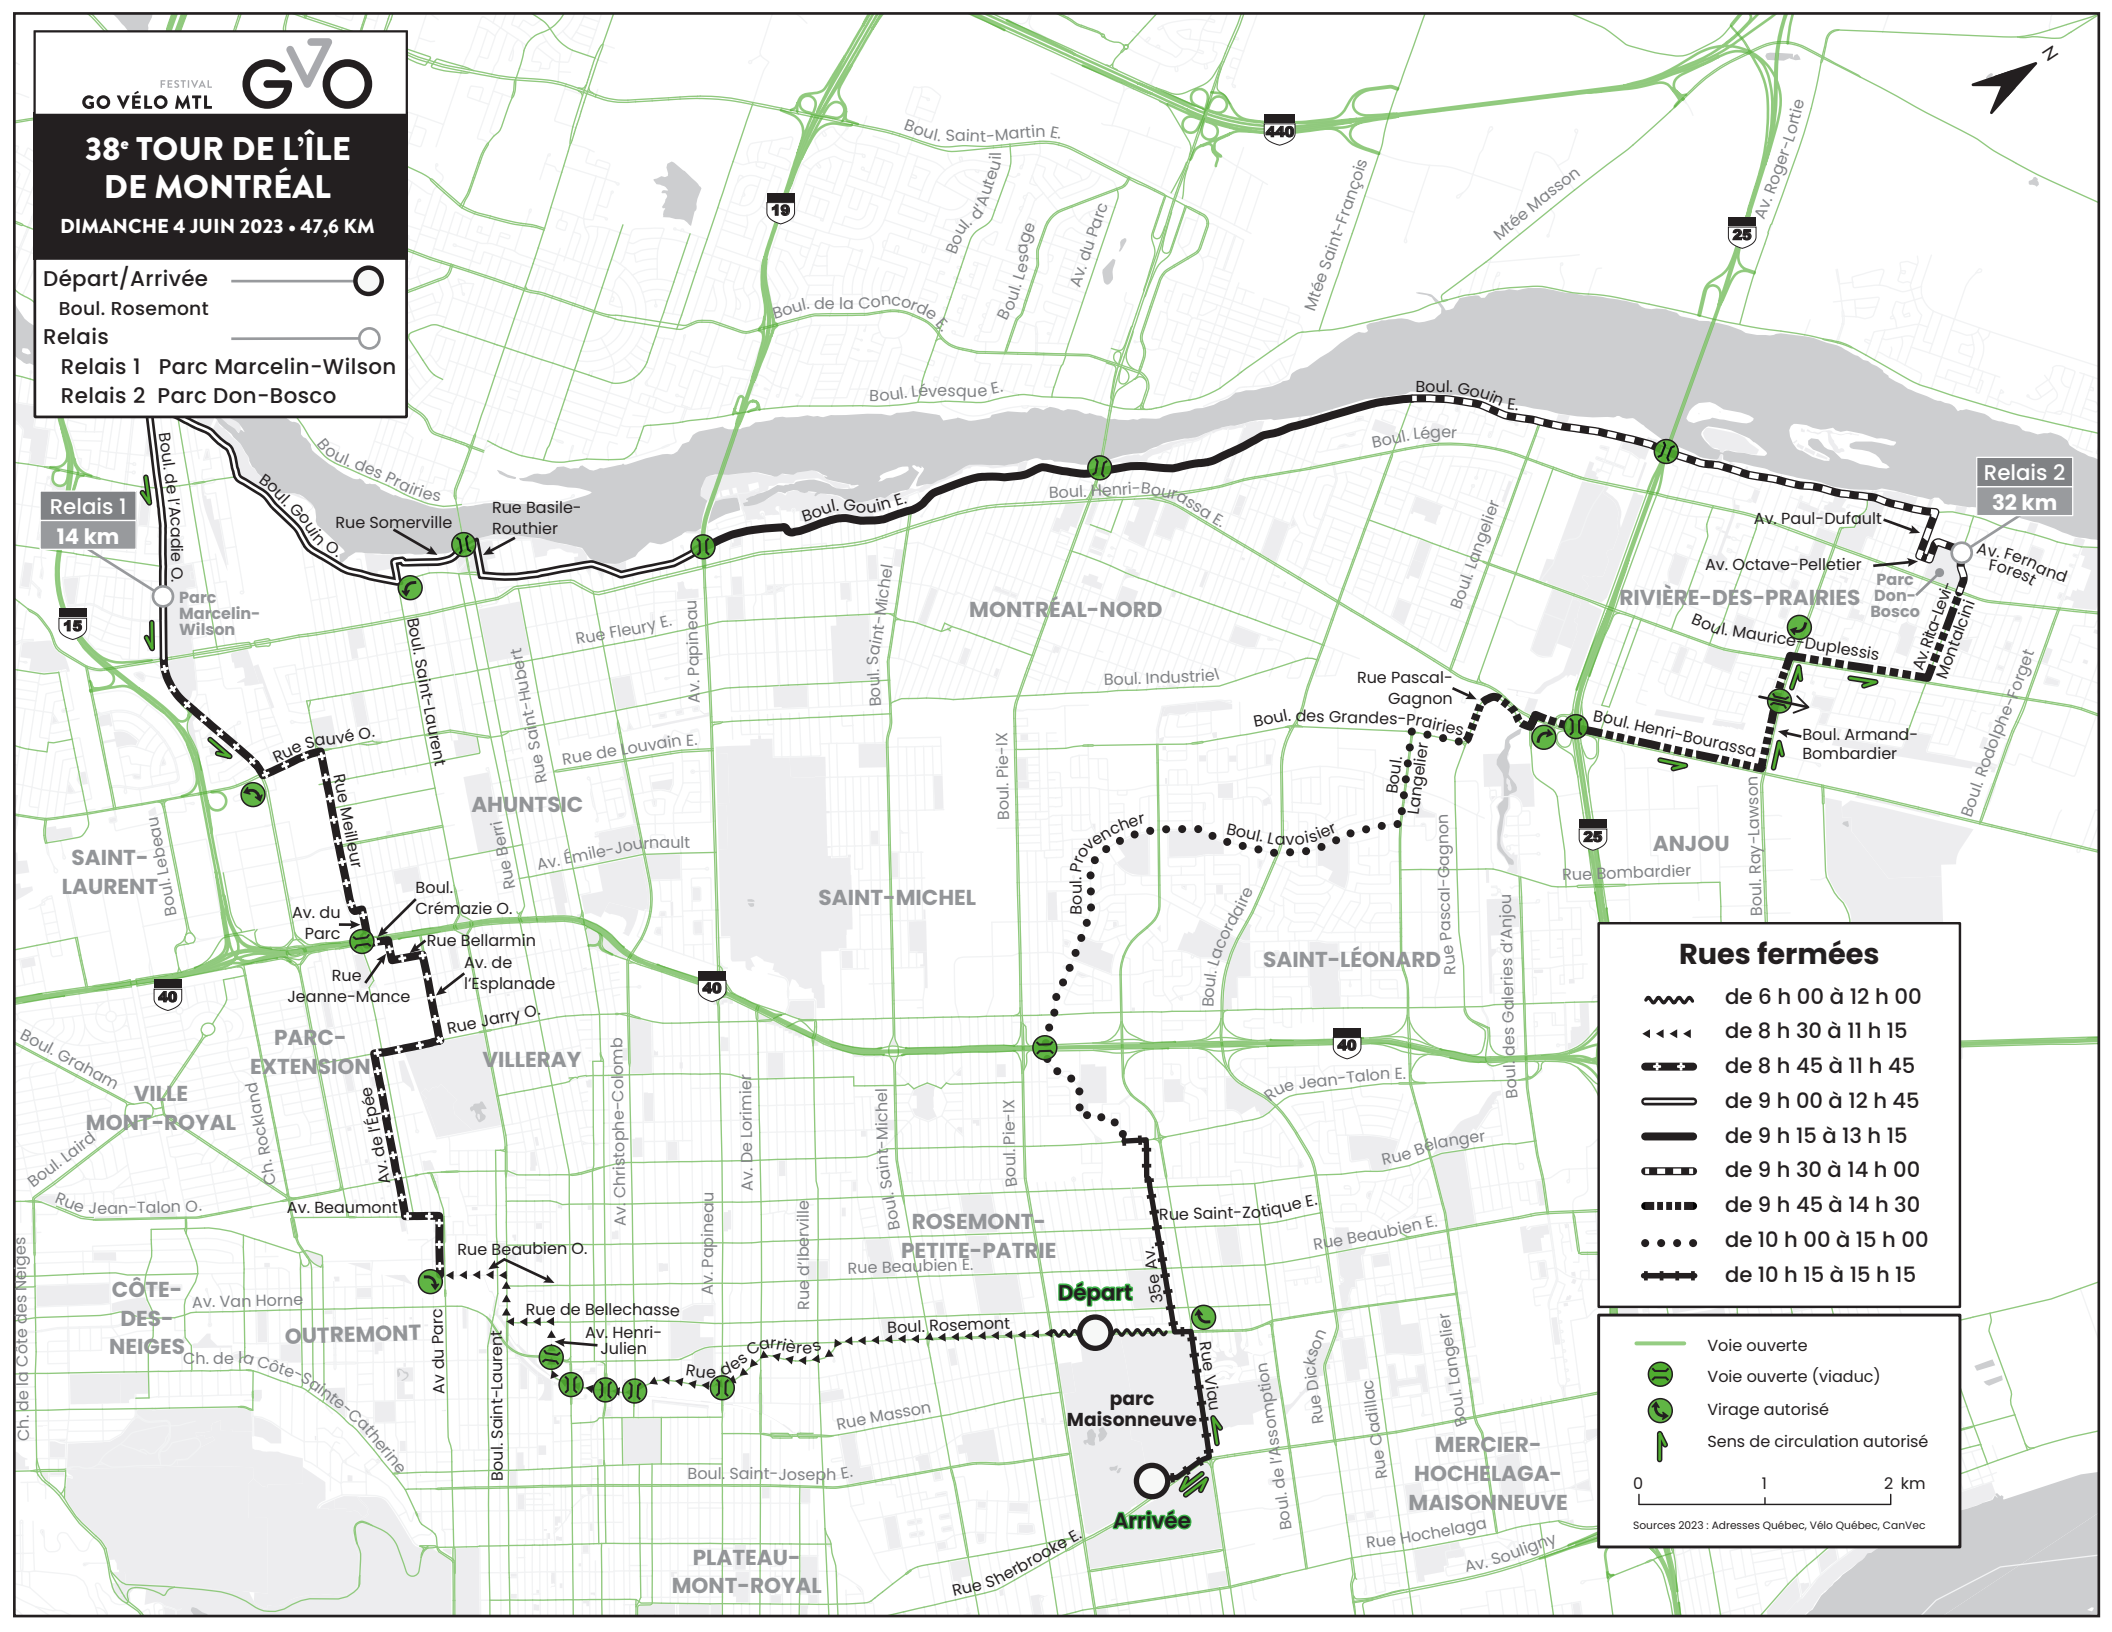 FESTIVAL
GO VÉLO MTL
GVO
38e TOUR DE L'ÎLE
DE MONTRÉAL
DIMANCHE 4 JUIN 2023 • 47,6 KM
Départ/Arrivée
Boul. Rosemont
Relais
Relais 1 Parc Marcelin-Wilson
Relais 2 Parc Don-Bosco
N
440
19
25
Boul. Saint-Martin E.
Boul. d'Auteuil
Boul. Lesage
Av. du Parc
Mtée Saint-François
Mtée Masson
Av. Roger-Lortie
Boul. de la Concorde E.
Boul. Lévesque E.
Boul. Gouin E.
Boul. Léger
Boul. des Prairies
Boul. de l'Acadie O.
Boul. Gouin O.
Relais 1
14 km
Rue Somerville
Rue Basile-
Routhier
Boul. Gouin E.
Boul. Henri-Bourassa E.
Boul. Langelier
Relais 2
32 km
Av. Paul-Dufault
Av. Octave-Pelletier
Av. Fernand
Forest
Parc
Don-
Bosco
15
Parc
Marcelin-
Wilson
Boul. Saint-Laurent
Rue Fleury E.
Rue Saint-Hubert
Av. Papineau
Boul. Saint-Michel
MONTRÉAL-NORD
RIVIÈRE-DES-PRAIRIES
Boul. Maurice-Duplessis
Av. Rita-Levi-
Montalcini
Boul. Rodolphe-Forget
Boul. Industriel
Rue Pascal-
Gagnon
Boul. des Grandes-Prairies
Boul. Henri-Bourassa
Boul. Armand-
Bombardier
Rue Sauvé O.
Rue de Louvain E.
Boul. Pie-IX
Boul.
Langelier
Rue Meilleur
AHUNTSIC
Rue Berri
Av. Émile-Journault
SAINT-
LAURENT
Boul. Lebeau
SAINT-MICHEL
Boul. Provencher
Boul. Lavoisier
Boul. Lacordaire
Rue Pascal-Gagnon
25
ANJOU
Rue Bombardier
Boul. Ray-Lawson
SAINT-LÉONARD
Boul. des Galeries d'Anjou
Av. du
Parc
Boul.
Crémazie O.
Rue Bellarmin
Av. de
l'Esplanade
Rue
Jeanne-Mance
Rue Jarry O.
40
40
40
Rues fermées
de 6 h 00 à 12 h 00
de 8 h 30 à 11 h 15
de 8 h 45 à 11 h 45
de 9 h 00 à 12 h 45
de 9 h 15 à 13 h 15
de 9 h 30 à 14 h 00
de 9 h 45 à 14 h 30
de 10 h 00 à 15 h 00
de 10 h 15 à 15 h 15
Boul. Graham
PARC-
EXTENSION
VILLERAY
VILLE
MONT-ROYAL
Boul. Laird
Ch. Rockland
Av. de l'Épée
Av. Christophe-Colomb
Av. De Lorimier
Boul. Saint-Michel
Boul. Pie-IX
Rue Jean-Talon E.
Rue Bélanger
Rue Jean-Talon O.
Av. Beaumont
Av. Papineau
Rue d'Iberville
ROSEMONT-
PETITE-PATRIE
Rue Saint-Zotique E.
Rue Beaubien E.
Rue Beaubien O.
Rue Beaubien E.
35e Av.
Ch. de la Côte des Neiges
CÔTE-
DES-
NEIGES
Av. Van Horne
OUTREMONT
Ch. de la Côte-Sainte-Catherine
Av du Parc
Boul. Saint-Laurent
Rue de Bellechasse
Av. Henri-
Julien
Rue des Carrières
Boul. Rosemont
Départ
Rue Viau
parc
Maisonneuve
Arrivée
Rue Masson
Boul. Saint-Joseph E.
PLATEAU-
MONT-ROYAL
Rue Sherbrooke E.
Boul. de l'Assomption
Rue Dickson
Rue Cadillac
Boul. Langelier
MERCIER-
HOCHELAGA-
MAISONNEUVE
Rue Hochelaga
Av. Souligny
Voie ouverte
Voie ouverte (viaduc)
Virage autorisé
Sens de circulation autorisé
0 1 2 km
Sources 2023 : Adresses Québec, Vélo Québec, CanVec